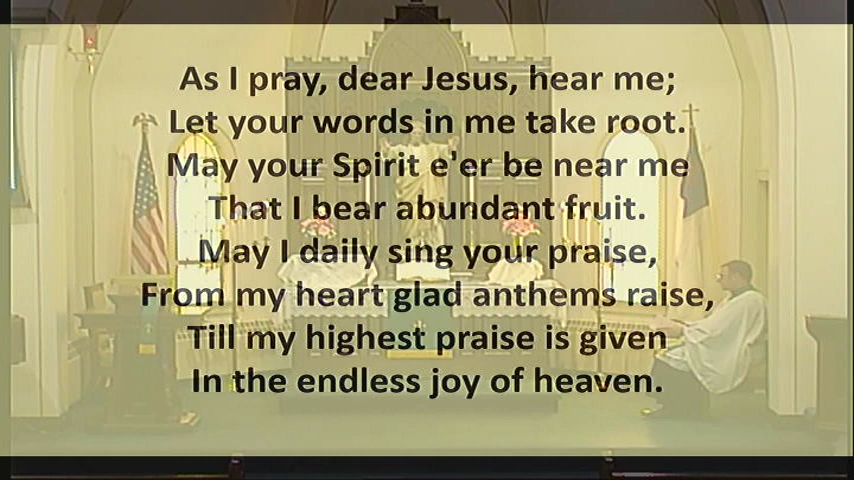 As I pray, dear Jesus, hear me;
Let your words in me take root.
May your Spirit e'er be near me
That I bear abundant fruit.
May I daily sing your praise,
From my heart glad anthems raise,
Till my highest praise is given
In the endless joy of heaven.